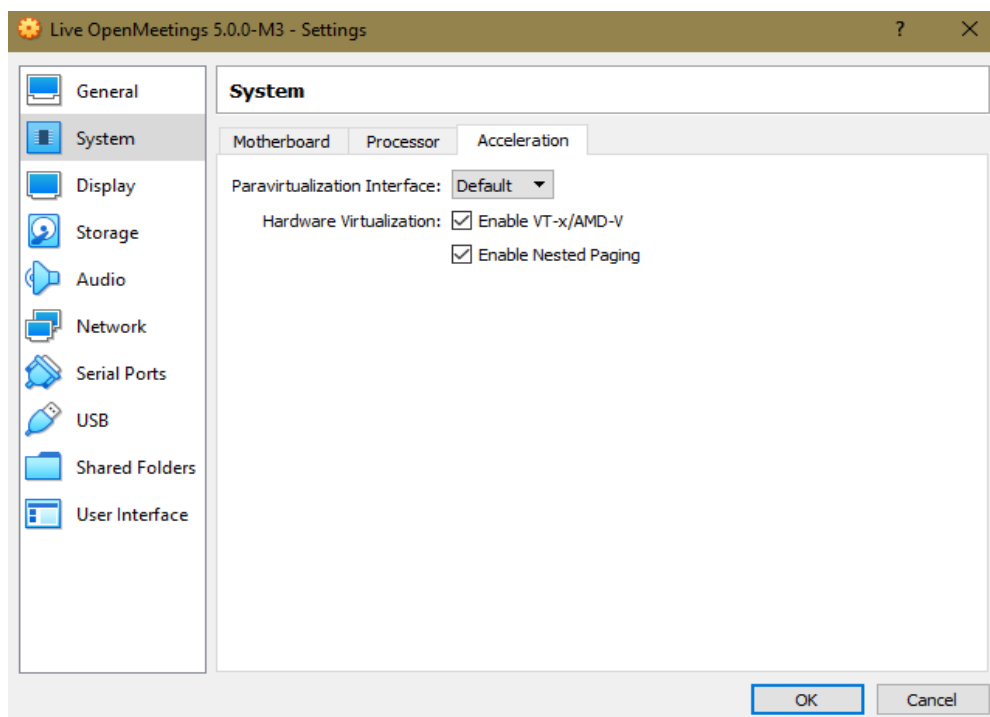 Live OpenMeetings 5.0.0-M3 - Settings ?
General
System
Display
Storage
Audio
Network
Serial Ports
USB
Shared Folders
User Interface
System
Motherboard Processor Acceleration
Paravirtualization Interface: Default
Hardware Virtualization: Enable VT-x/AMD-V
Enable Nested Paging
OK Cancel